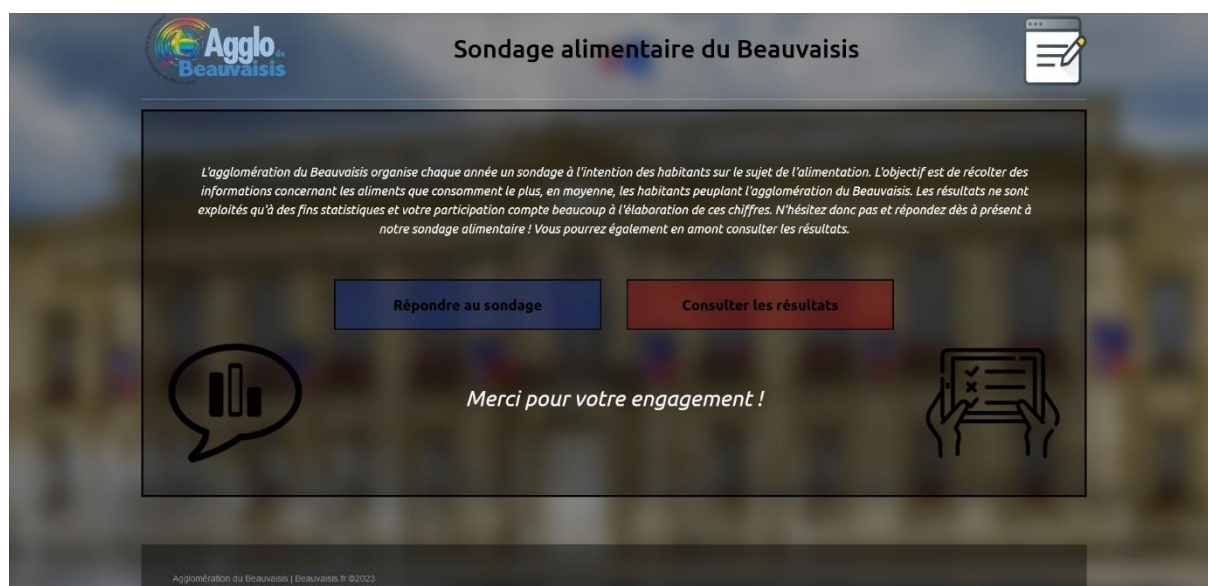 Agglo du
Beauvaisis
Sondage alimentaire du Beauvaisis
L'agglomération du Beauvaisis organise chaque année un sondage à l'intention des habitants sur le sujet de l'alimentation. L'objectif est de récolter des
informations concernant les aliments que consomment le plus, en moyenne, les habitants peuplant l'agglomération du Beauvaisis. Les résultats ne sont
exploités qu'à des fins statistiques et votre participation compte beaucoup à l'élaboration de ces chiffres. N'hésitez donc pas et répondez dès à présent à
notre sondage alimentaire ! Vous pourrez également en amont consulter les résultats.
Répondre au sondage
Consulter les résultats
Merci pour votre engagement !
Agglomération du Beauvaisis | Beauvaisis.fr ©2023